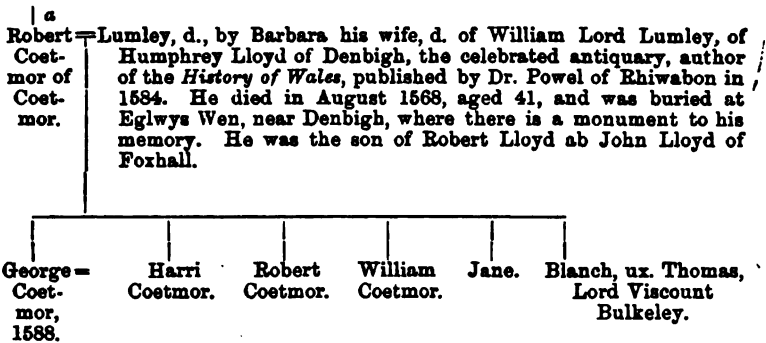 a
Robert = Lumley, d., by Barbara his wife, d. of William Lord Lumley, of
Coet- Humphrey Lloyd of Denbigh, the celebrated antiquary, author
mor of of the History of Wales, published by Dr. Powel of Rhiwabon in
Coet- 1584. He died in August 1568, aged 41, and was buried at
mor. Eglwys Wen, near Denbigh, where there is a monument to his
memory. He was the son of Robert Lloyd ab John Lloyd of
Foxhall.
George= Harri Robert William Jane. Blanch, ux. Thomas,
Coet- Coetmor. Coetmor. Coetmor. Lord Viscount
mor, Bulkeley.
1588.